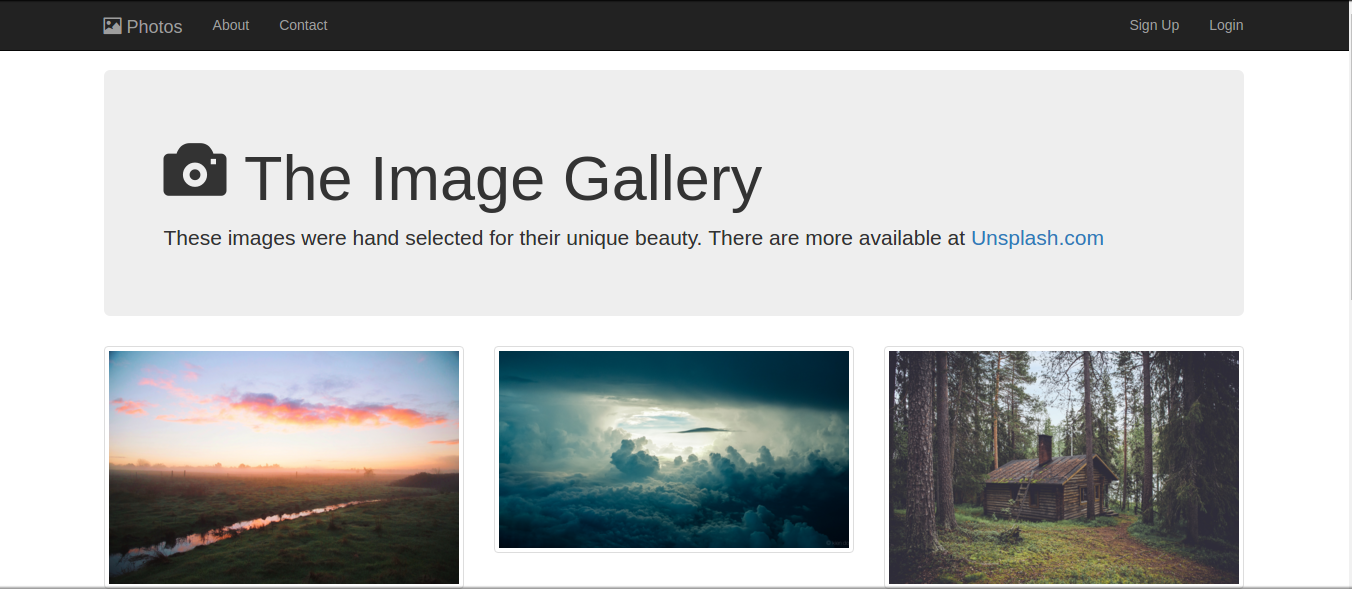 Photos About Contact Sign Up Login
The Image Gallery
These images were hand selected for their unique beauty. There are more available at Unsplash.com